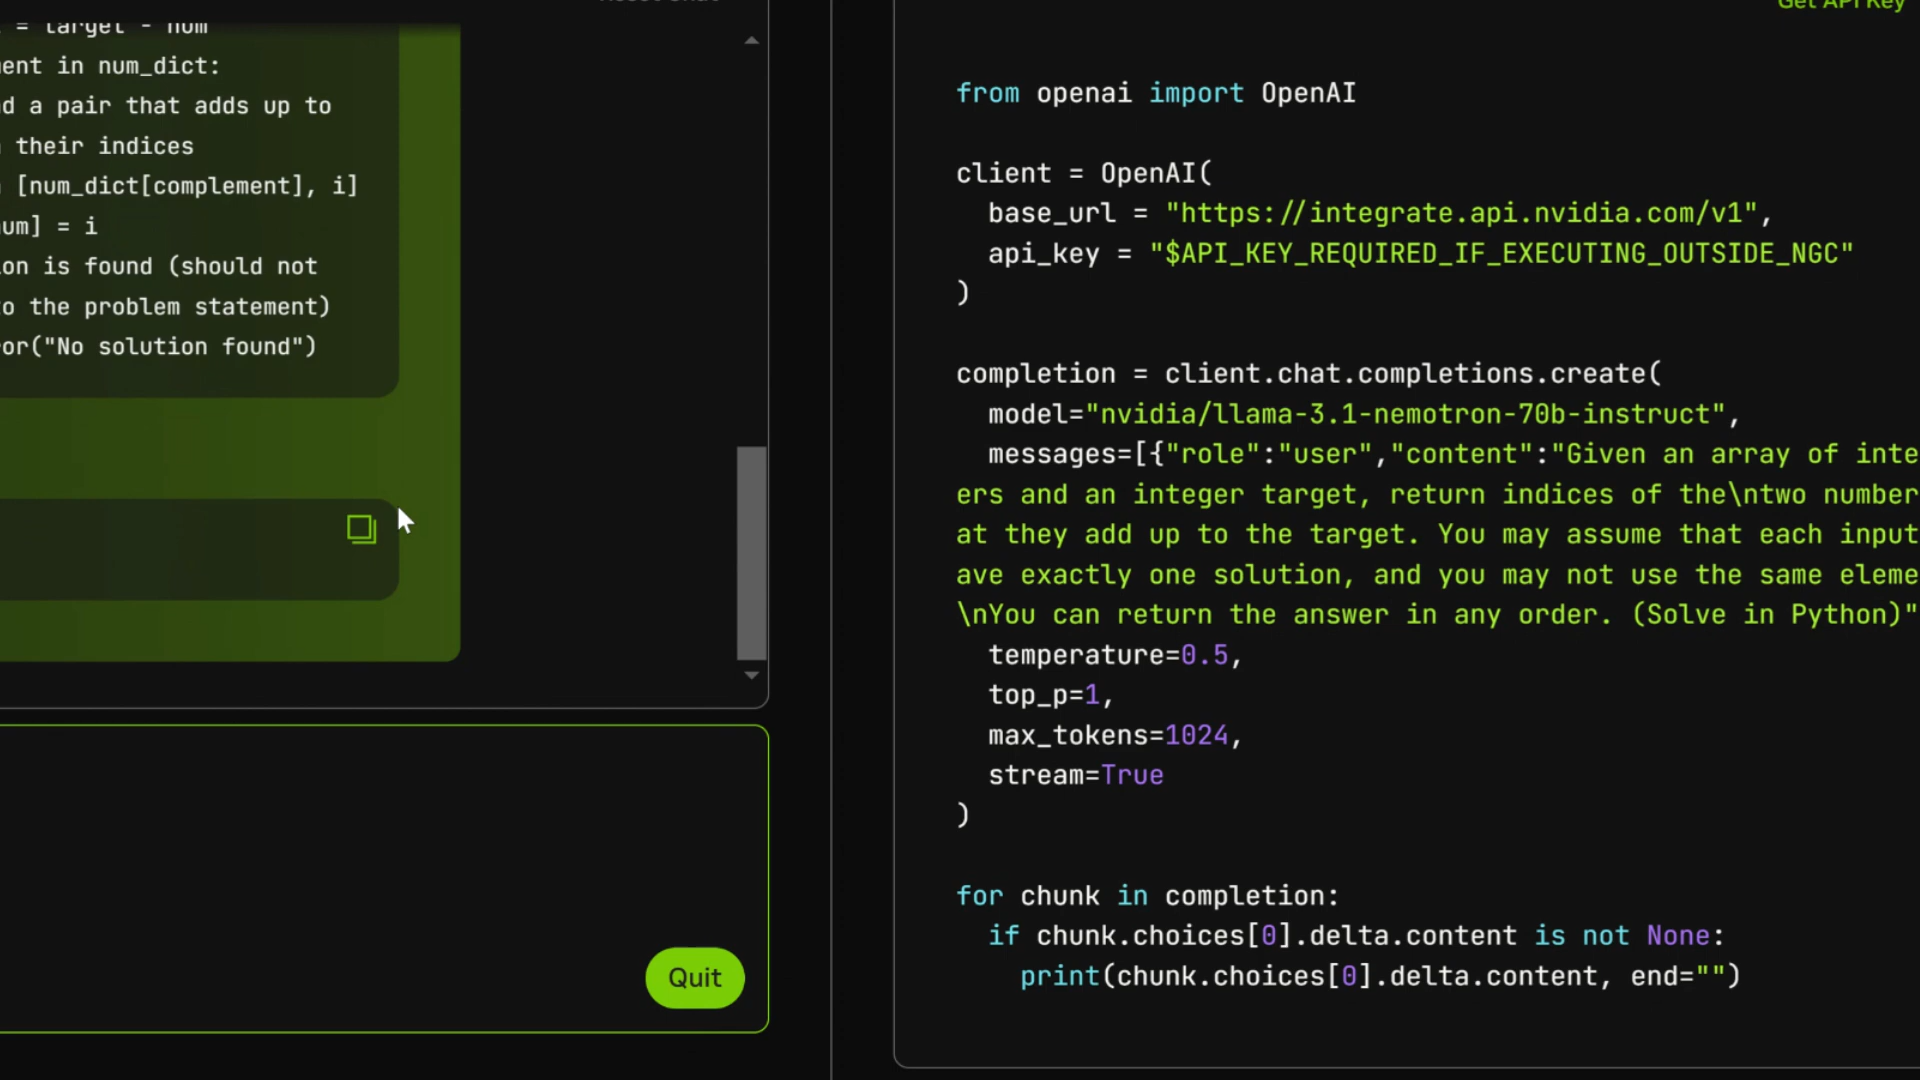 = target - num
ent in num_dict:
d a pair that adds up to
their indices
[num_dict[complement], i]
um] = i
on is found (should not
to the problem statement)
or("No solution found")
Quit
Get API Key
from openai import OpenAI
client = OpenAI(
base_url = "https://integrate.api.nvidia.com/v1",
api_key = "$API_KEY_REQUIRED_IF_EXECUTING_OUTSIDE_NGC"
)
completion = client.chat.completions.create(
model="nvidia/llama-3.1-nemotron-70b-instruct",
messages=[{"role":"user","content":"Given an array of inte
ers and an integer target, return indices of the\ntwo number
at they add up to the target. You may assume that each input
ave exactly one solution, and you may not use the same eleme
\nYou can return the answer in any order. (Solve in Python)"
temperature=0.5,
top_p=1,
max_tokens=1024,
stream=True
)
for chunk in completion:
if chunk.choices[0].delta.content is not None:
print(chunk.choices[0].delta.content, end="")